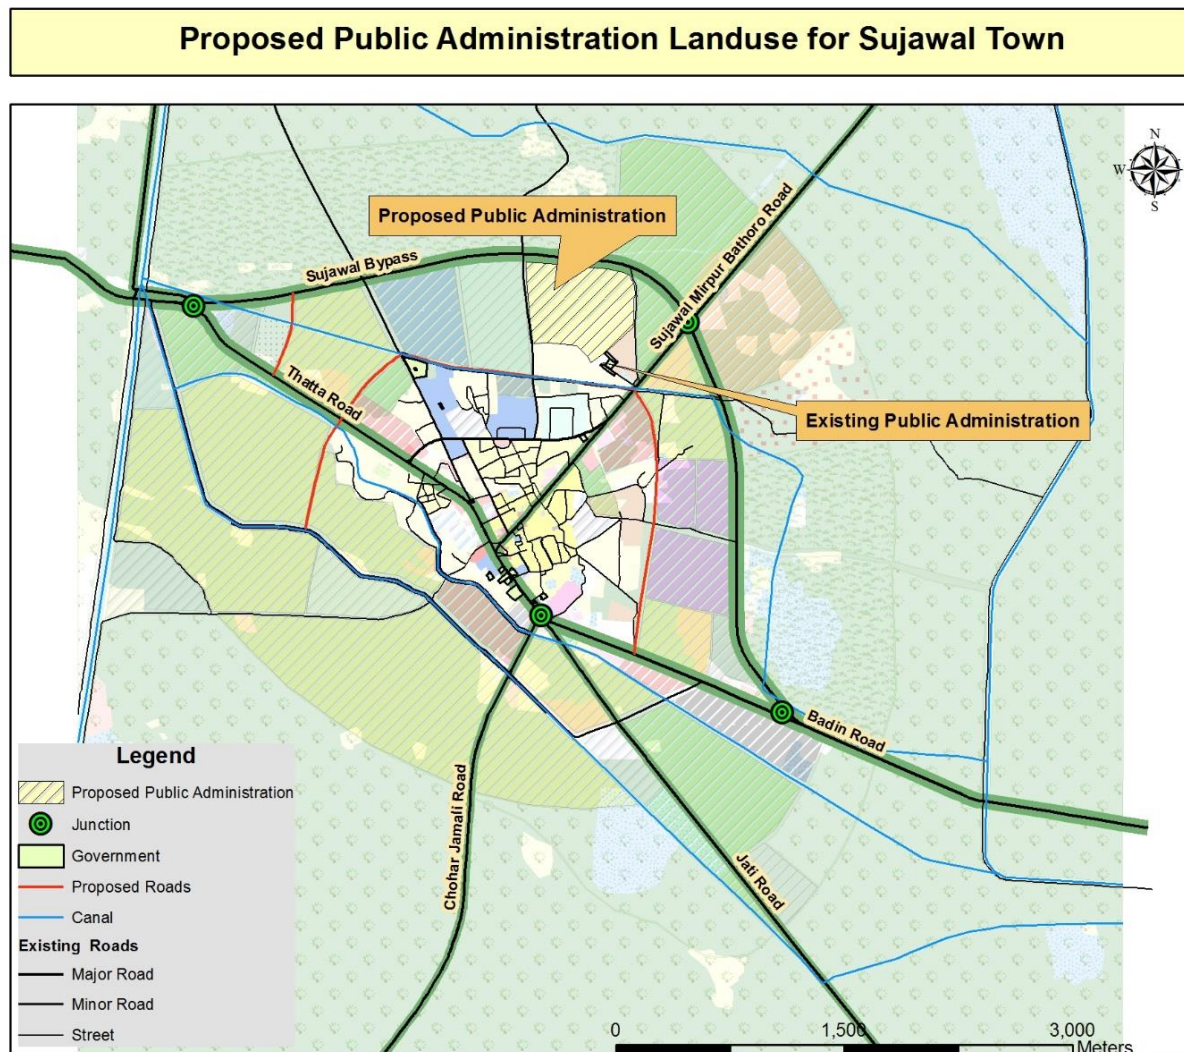 Proposed Public Administration Landuse for Sujawal Town
N
W
S
Proposed Public Administration
Sujawal Bypass
Sujawal Mirpur Bathoro Road
Thatta Road
Existing Public Administration
Badin Road
Chohar Jamali Road
Jati Road
Legend
Proposed Public Administration
Junction
Government
Proposed Roads
Canal
Existing Roads
Major Road
Minor Road
Street
0 1,500 3,000
Meters